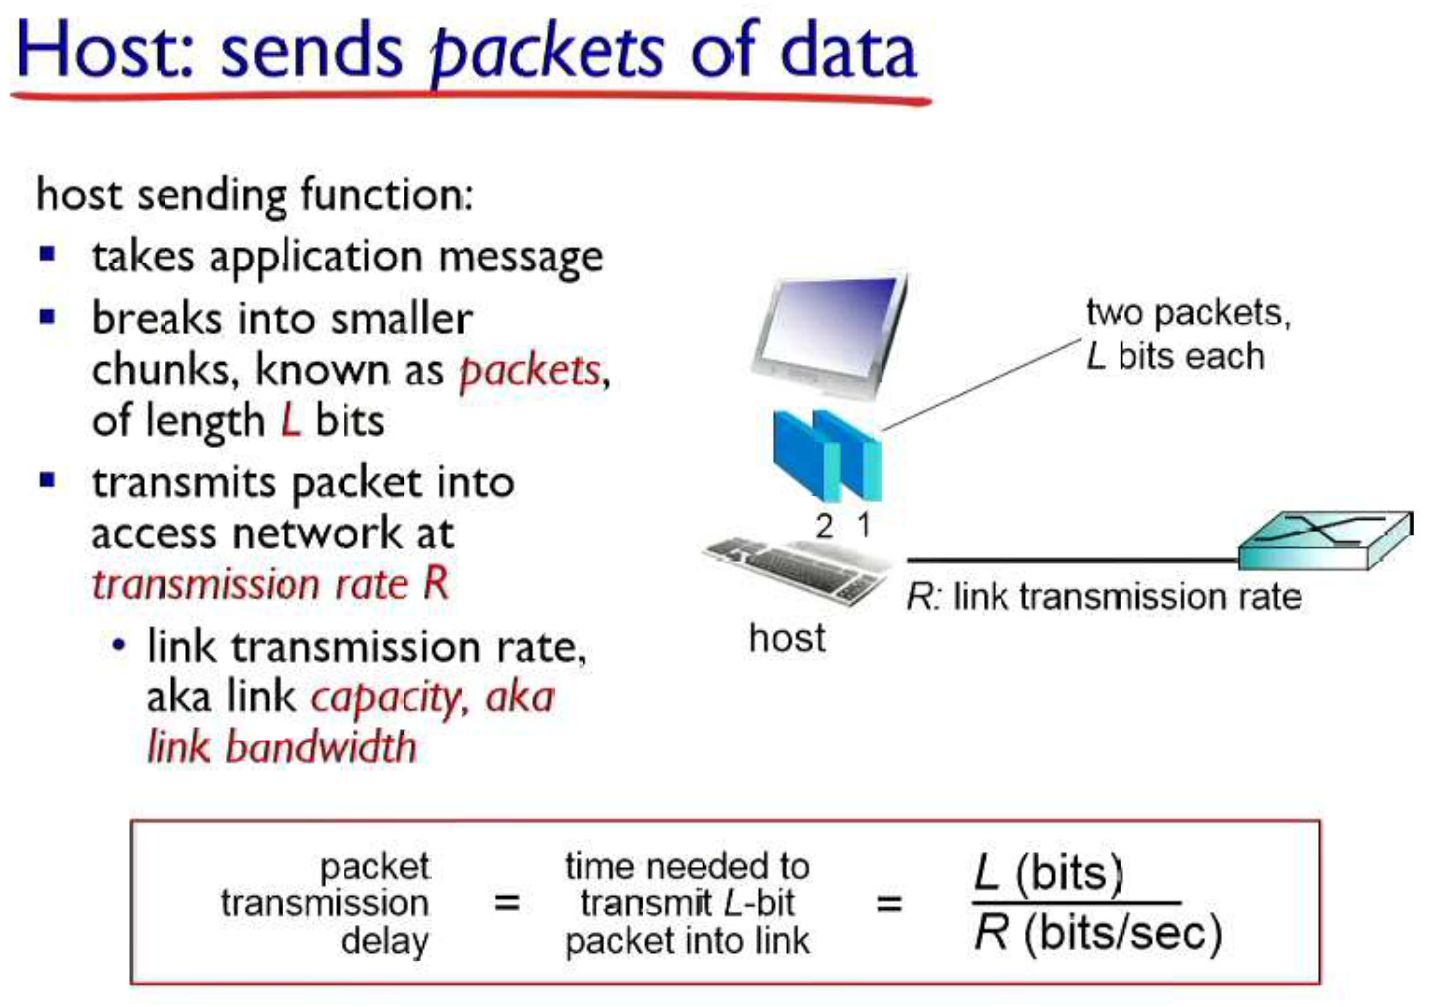 Host: sends packets of data
host sending function:
▪ takes application message
▪ breaks into smaller
chunks, known as packets,
of length L bits
▪ transmits packet into
access network at
transmission rate R
• link transmission rate,
aka link capacity, aka
link bandwidth
two packets,
L bits each
2 1
R: link transmission rate
host
packet
transmission
delay
=
time needed to
transmit L-bit
packet into link
=
L (bits)
R (bits/sec)